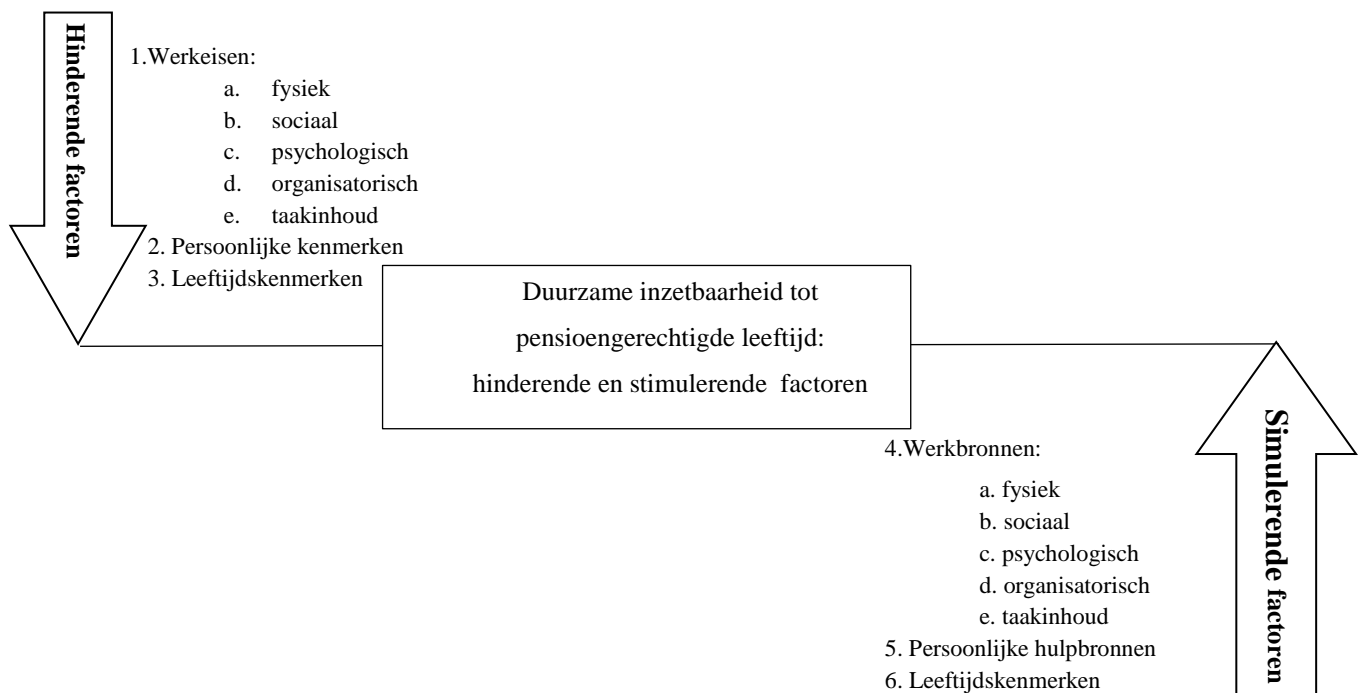 Hinderende factoren
1.Werkeisen:
a. fysiek
b. sociaal
c. psychologisch
d. organisatorisch
e. taakinhoud
2. Persoonlijke kenmerken
3. Leeftijdskenmerken
Duurzame inzetbaarheid tot
pensioengerechtigde leeftijd:
hinderende en stimulerende factoren
4.Werkbronnen:
a. fysiek
b. sociaal
c. psychologisch
d. organisatorisch
e. taakinhoud
5. Persoonlijke hulpbronnen
6. Leeftijdskenmerken
Simulerende factoren